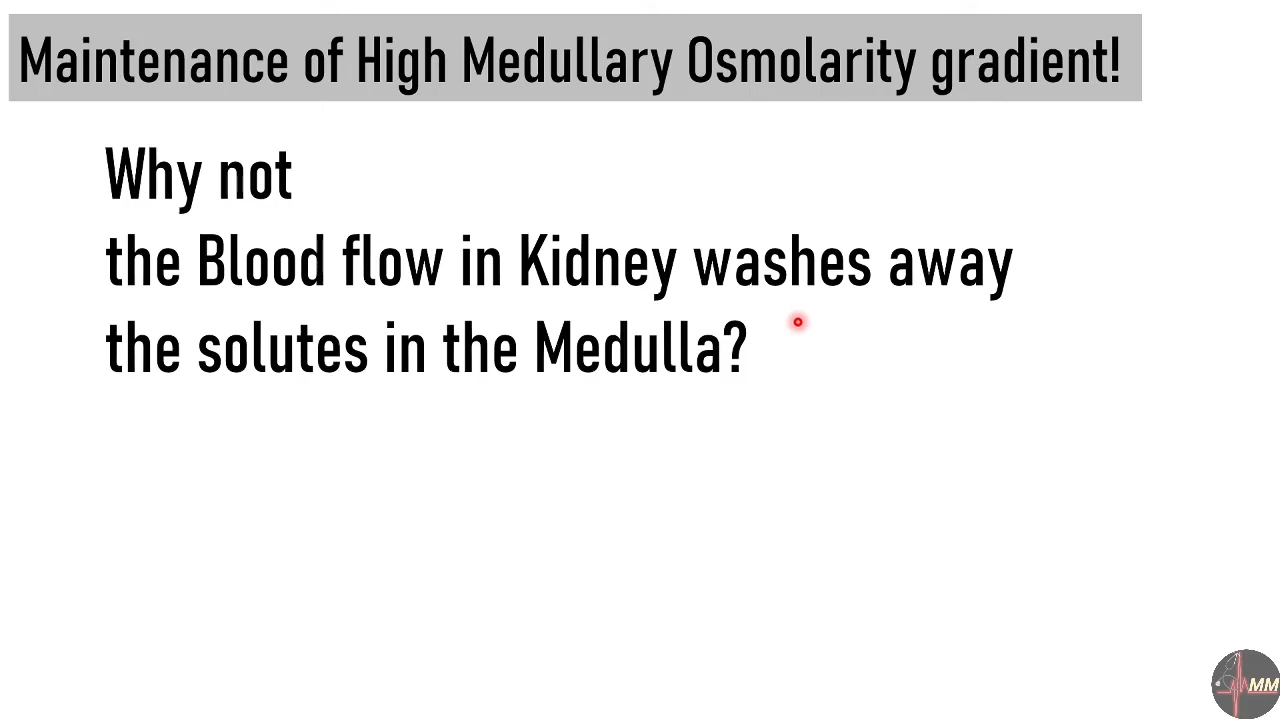 Maintenance of High Medullary Osmolarity gradient!
Why not
the Blood flow in Kidney washes away
the solutes in the Medulla?
MM